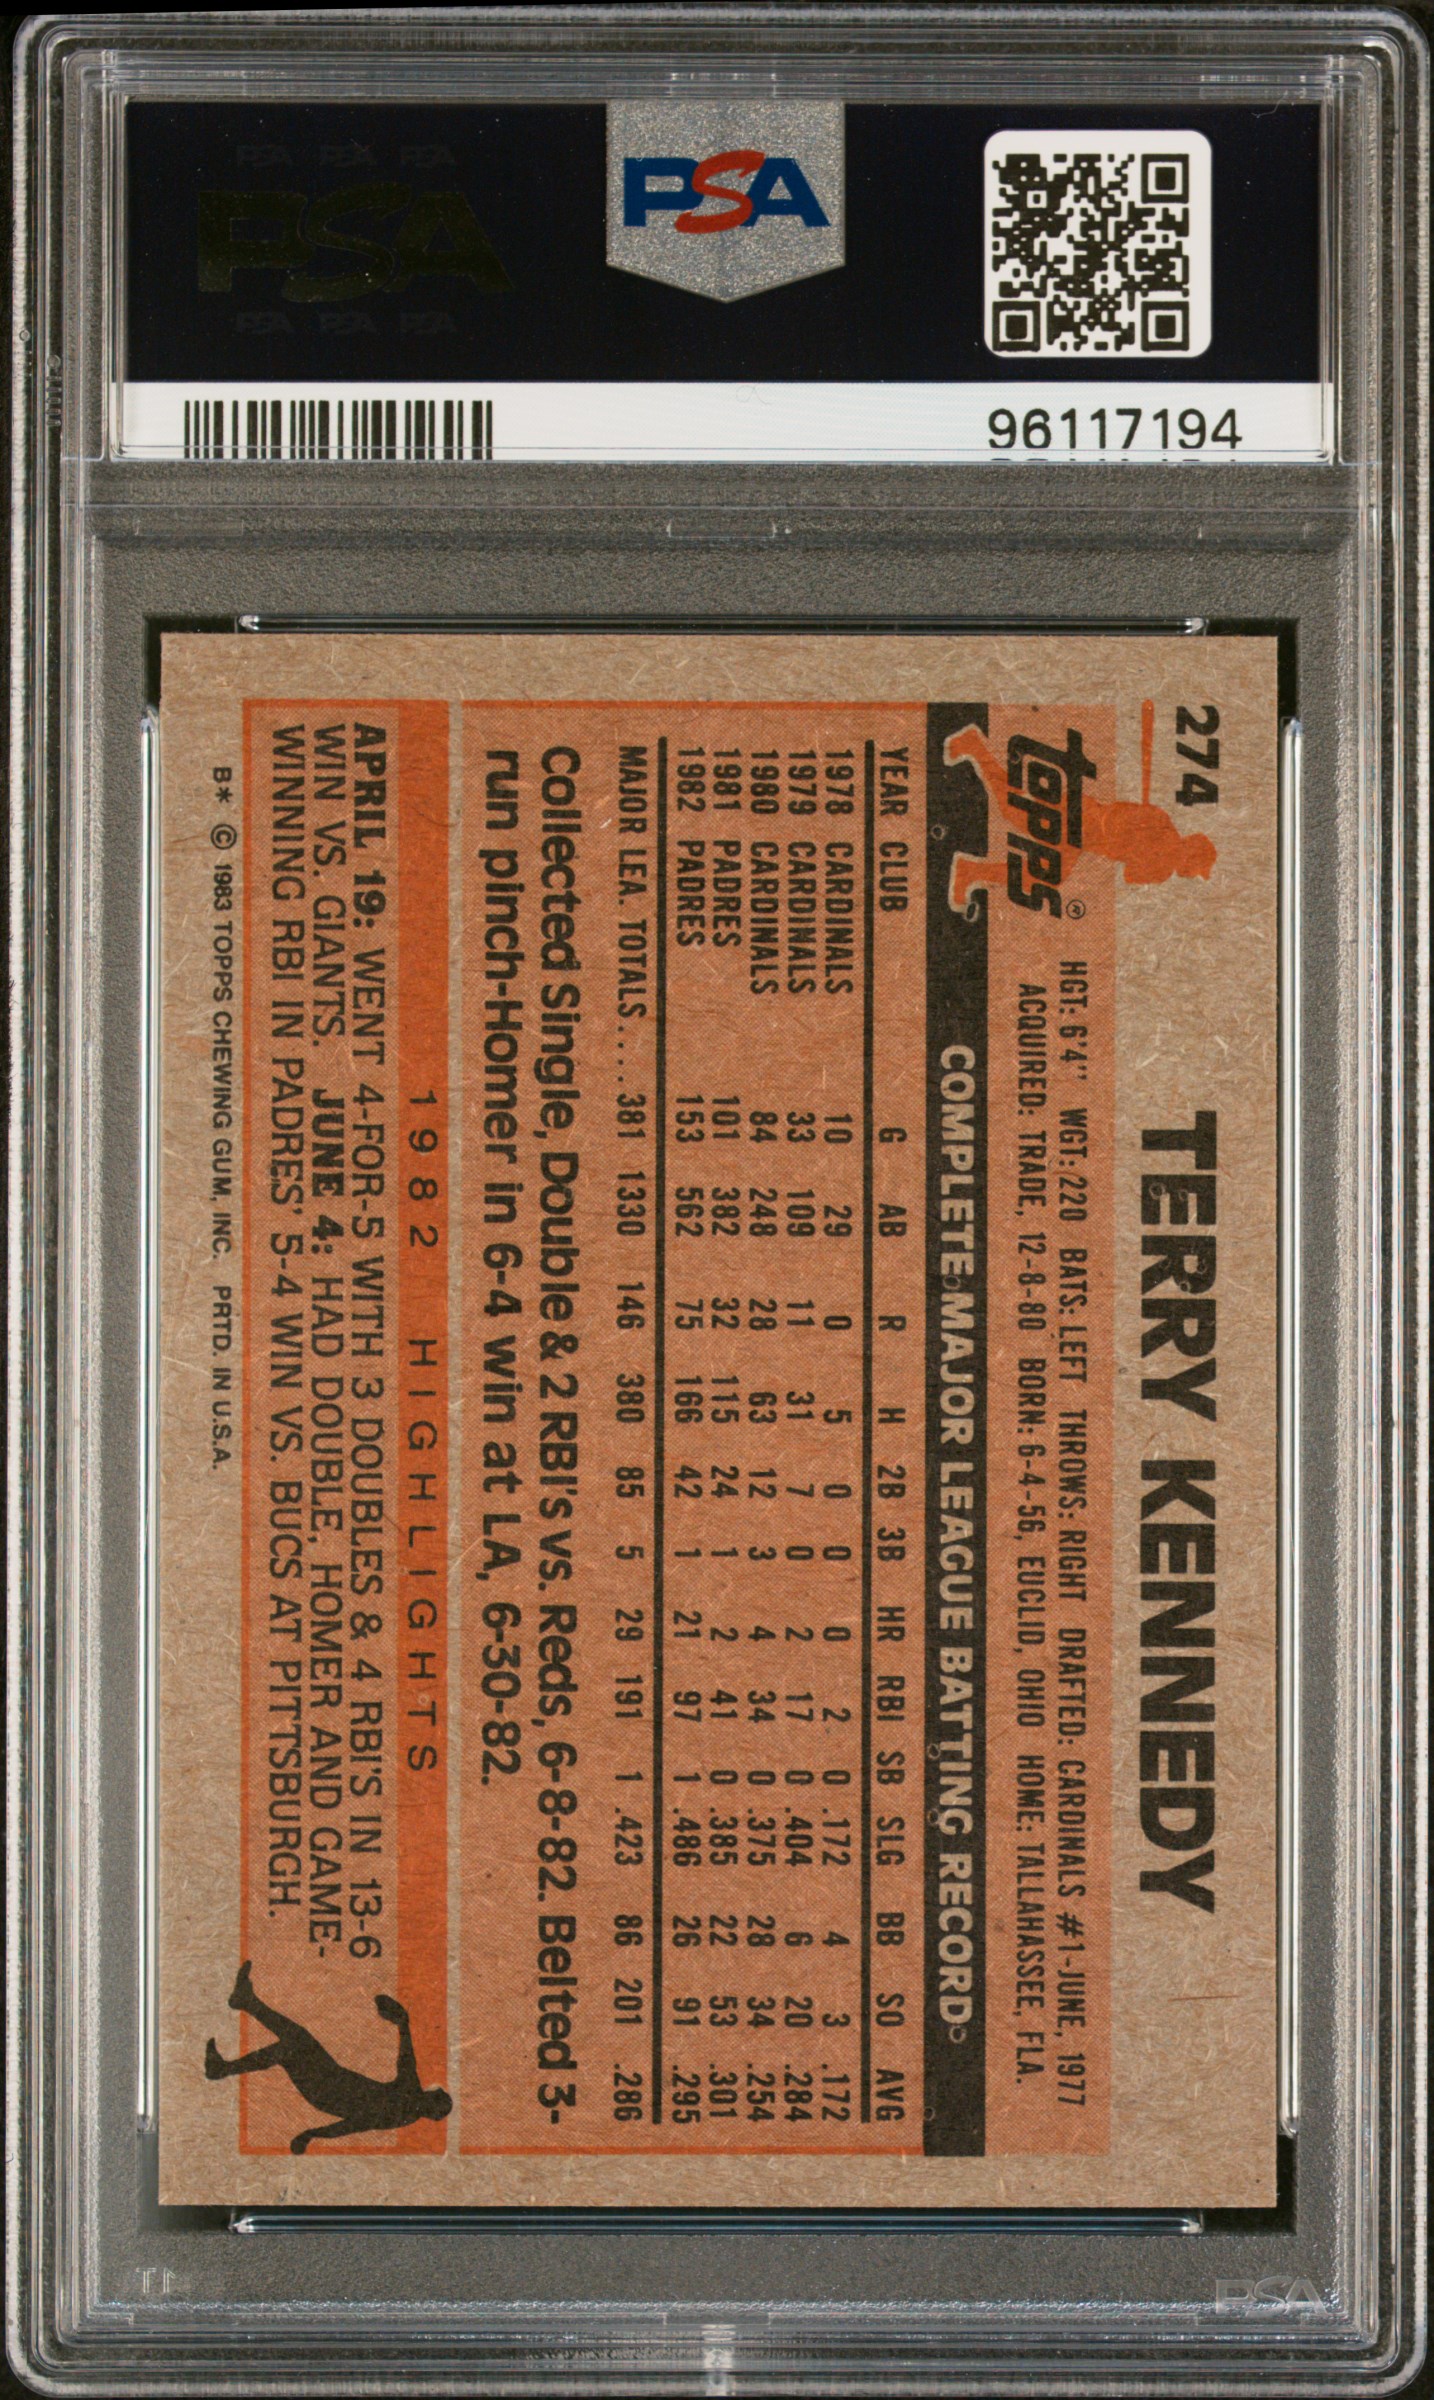 PSA PSA PSA
PSA
PSA PSA PSA
PSA
96117194
274
TERRY KENNEDY
TOPPS®
HGT: 6'4" WGT: 220 BATS: LEFT THROWS: RIGHT DRAFTED: CARDINALS #1-JUNE, 1977
ACQUIRED: TRADE, 12-8-80 BORN: 6-4-56, EUCLID, OHIO HOME: TALLAHASSEE, FLA.
COMPLETE MAJOR LEAGUE BATTING RECORD
YEAR CLUB G AB R H 2B 3B HR RBI SB SLG BB SO AVG
1978 CARDINALS 10 29 0 5 0 0 0 2 0 .172 4 3 .172
1979 CARDINALS 33 109 11 31 7 0 2 17 0 .404 6 20 .284
1980 CARDINALS 84 248 28 63 12 3 4 34 0 .375 28 34 .254
1981 PADRES 101 382 32 115 24 1 2 41 0 .385 22 53 .301
1982 PADRES 153 562 75 166 42 1 21 97 1 .486 26 91 .295
MAJOR LEA. TOTALS.... 381 1330 146 380 85 5 29 191 1 .423 86 201 .286
Collected Single, Double & 2 RBI's vs. Reds, 6-8-82. Belted 3-
run pinch-Homer in 6-4 win at LA, 6-30-82.
1982 HIGHLIGHTS
APRIL 19: WENT 4-FOR-5 WITH 3 DOUBLES & 4 RBI'S IN 13-6
WIN VS. GIANTS. JUNE 4: HAD DOUBLE, HOMER AND GAME-
WINNING RBI IN PADRES' 5-4 WIN VS. BUCS AT PITTSBURGH.
B* © 1983 TOPPS CHEWING GUM, INC. PRTD. IN U.S.A.
PSA